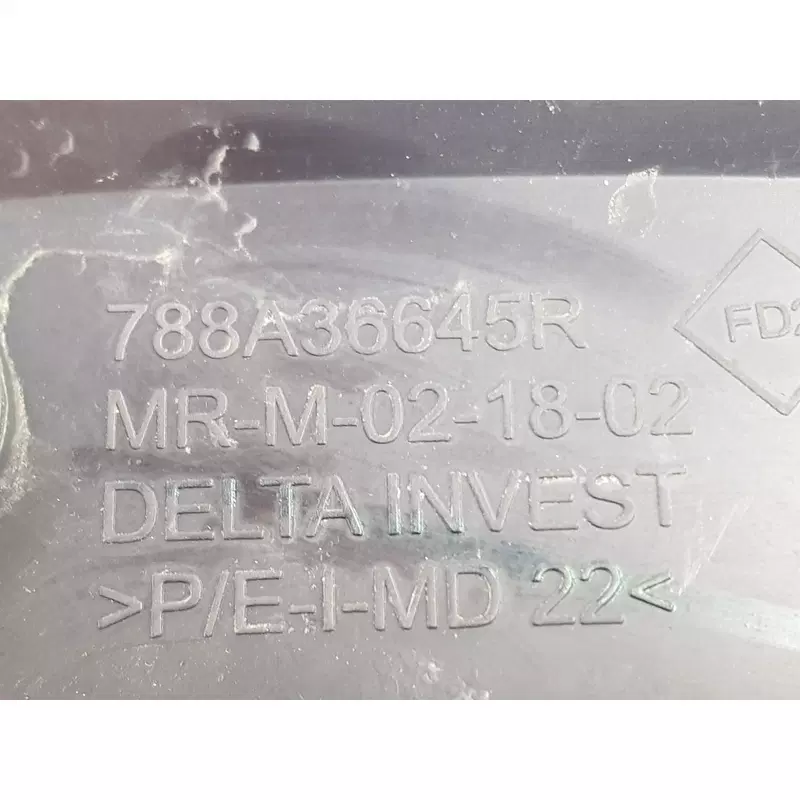 788A36645R
FD2
MR-M-02-18-02
DELTA INVEST
>P/E-I-MD 22<